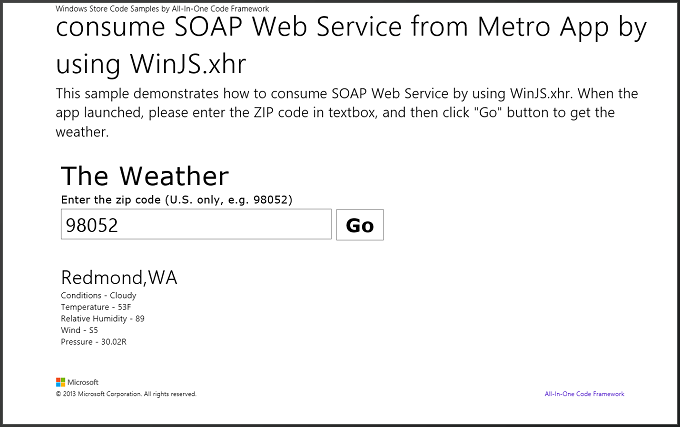 Windows Store Code Samples by All-In-One Code Framework
consume SOAP Web Service from Metro App by
using WinJS.xhr
This sample demonstrates how to consume SOAP Web Service by using WinJS.xhr. When the
app launched, please enter the ZIP code in textbox, and then click "Go" button to get the
weather.
The Weather
Enter the zip code (U.S. only, e.g. 98052)
98052 Go
Redmond,WA
Conditions - Cloudy
Temperature - 53F
Relative Humidity - 89
Wind - S5
Pressure - 30.02R
Microsoft
© 2013 Microsoft Corporation. All rights reserved. All-In-One Code Framework